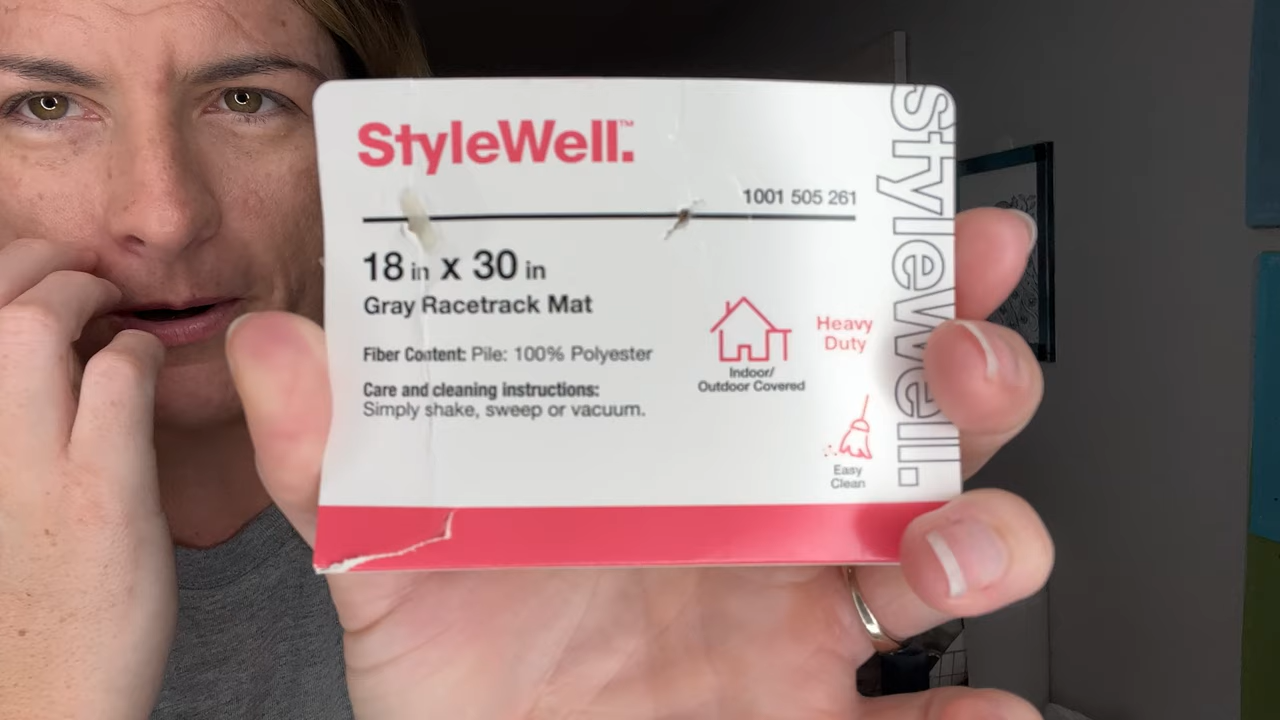 StyleWell.™
1001 505 261
18 in x 30 in
Gray Racetrack Mat
Fiber Content: Pile: 100% Polyester
Care and cleaning instructions:
Simply shake, sweep or vacuum.
Indoor/
Outdoor Covered
Heavy
Duty
Easy
Clean
stylewell.